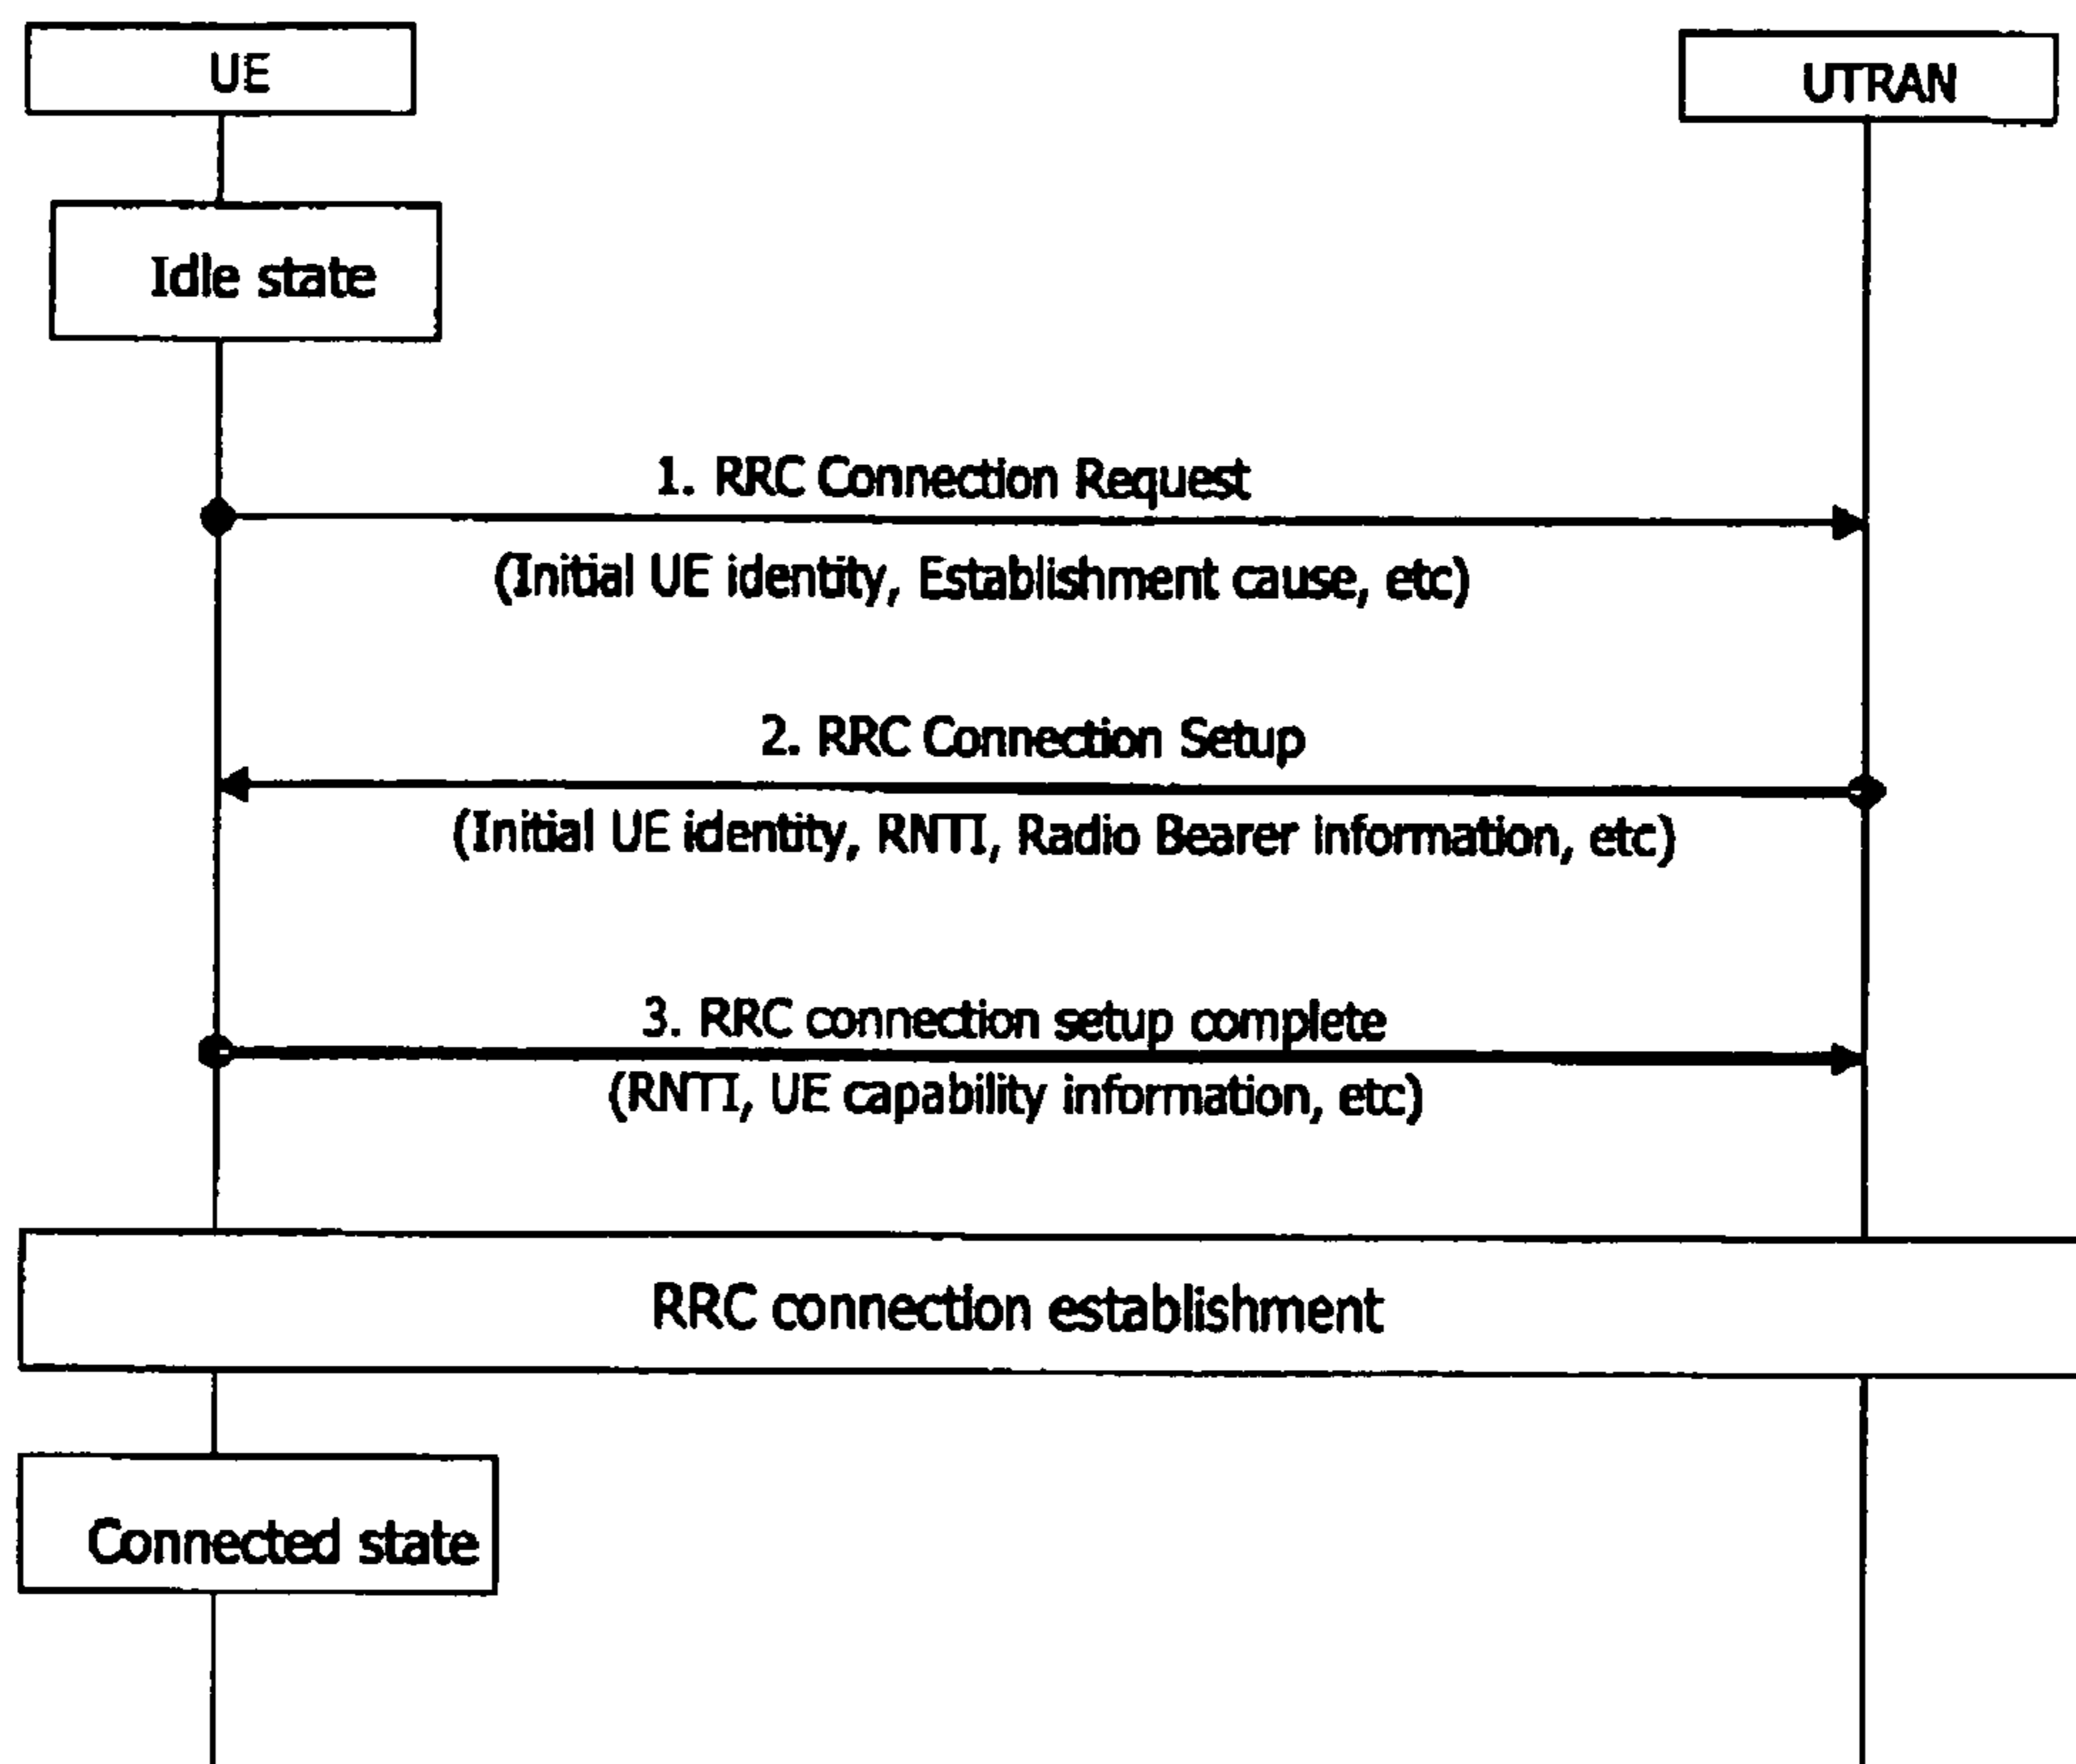 UE
UTRAN
Idle state
1. RRC Connection Request
(Initial UE identity, Establishment cause, etc)
2. RRC Connection Setup
(Initial UE identity, RNTI, Radio Bearer information, etc)
3. RRC connection setup complete
(RNTI, UE capability information, etc)
RRC connection establishment
Connected state